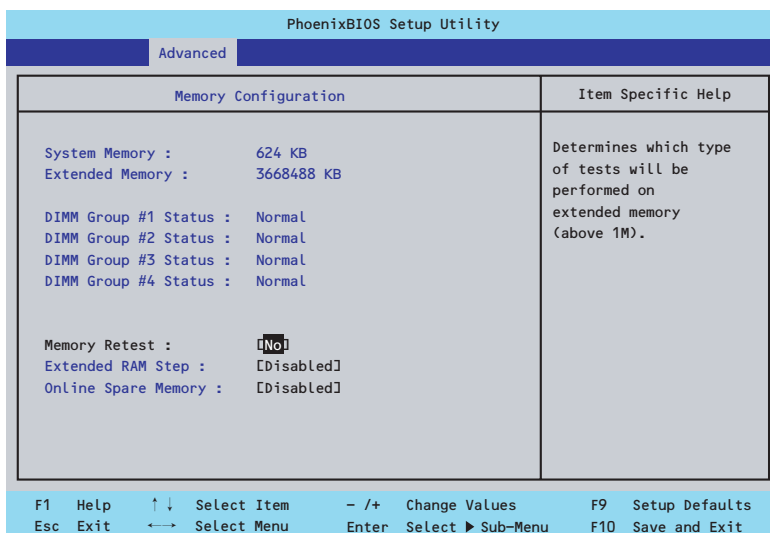 PhoenixBIOS Setup Utility
Advanced
Memory Configuration
System Memory : 624 KB
Extended Memory : 3668488 KB
DIMM Group #1 Status : Normal
DIMM Group #2 Status : Normal
DIMM Group #3 Status : Normal
DIMM Group #4 Status : Normal
Memory Retest : [No]
Extended RAM Step : [Disabled]
Online Spare Memory : [Disabled]
Item Specific Help
Determines which type
of tests will be
performed on
extended memory
(above 1M).
F1 Help ↑↓ Select Item -/+ Change Values F9 Setup Defaults
Esc Exit ←→ Select Menu Enter Select ▶ Sub-Menu F10 Save and Exit